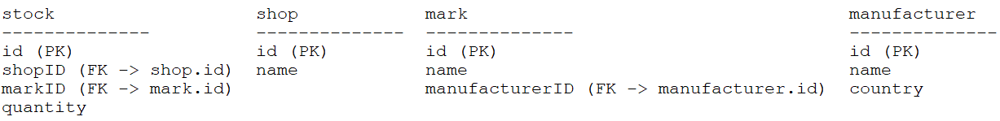 stock shop mark manufacturer
-------------- -------------- -------------- --------------
id (PK) id (PK) id (PK) id (PK)
shopID (FK -> shop.id) name name name
markID (FK -> mark.id) manufacturerID (FK -> manufacturer.id) country
quantity